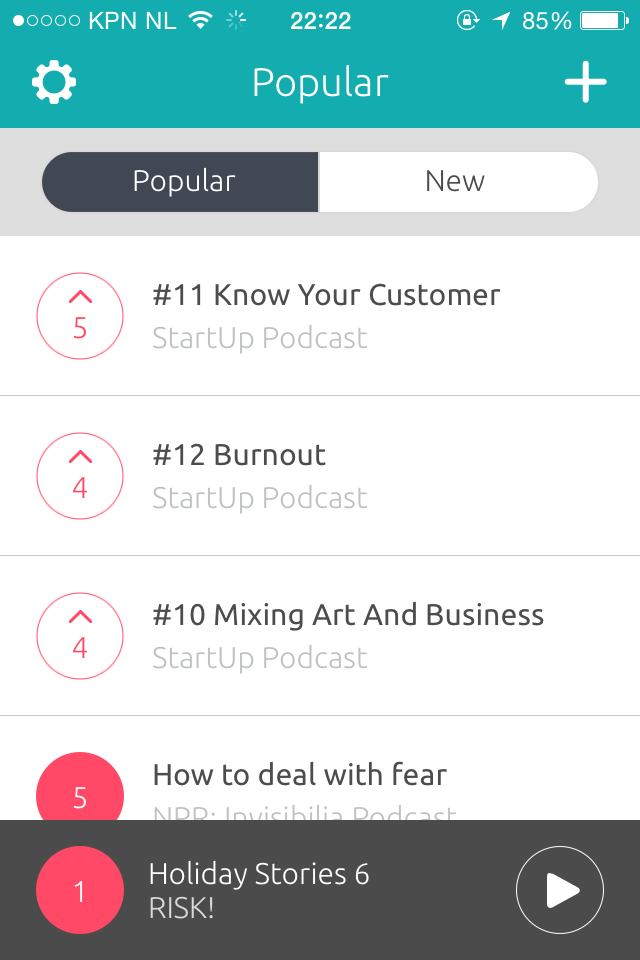 KPN NL 22:22 85%
Popular
Popular New
#11 Know Your Customer
5
StartUp Podcast
#12 Burnout
4
StartUp Podcast
#10 Mixing Art And Business
4
StartUp Podcast
How to deal with fear
5
NPR: Invisibilia Podcast
Holiday Stories 6
1
RISK!